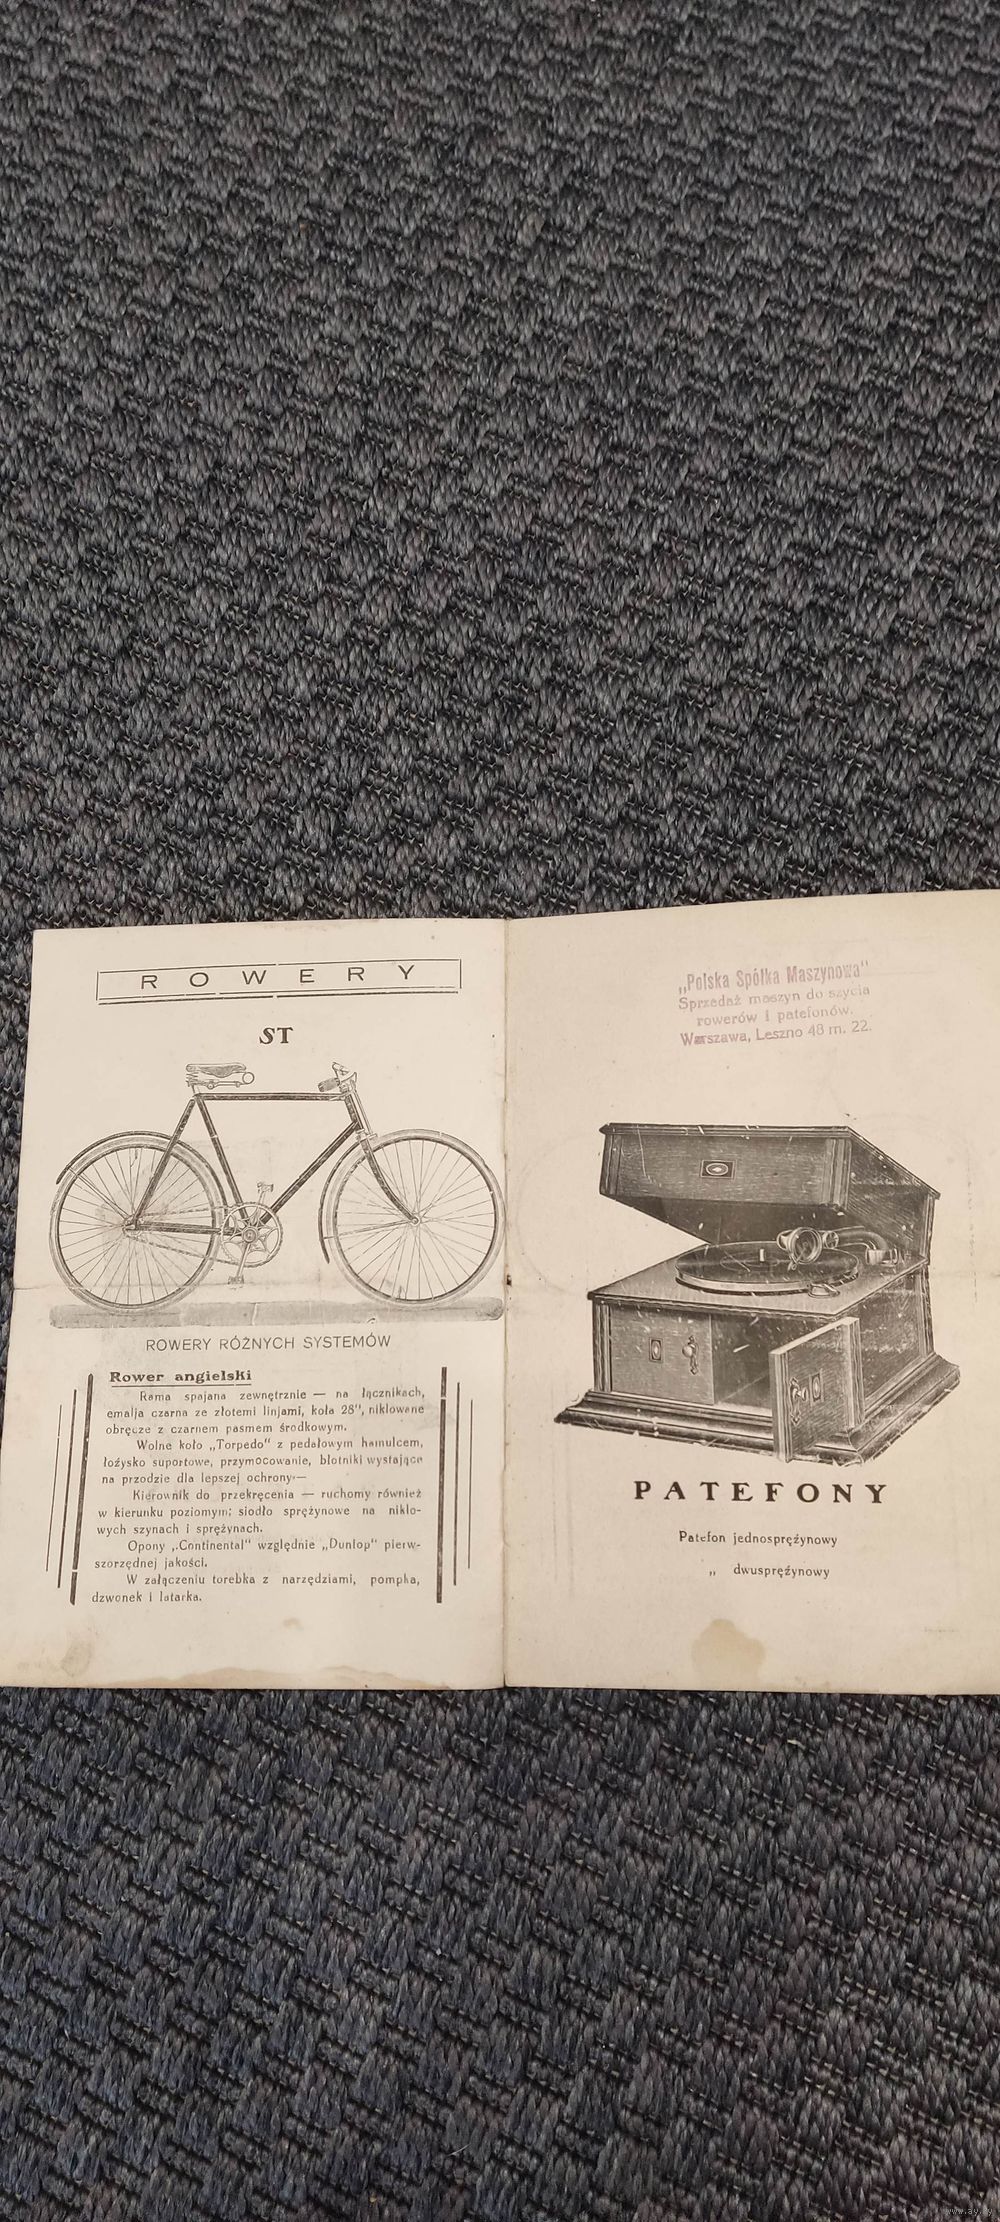 ROWERY
ST
ROWERY RÓŻNYCH SYSTEMÓW
Rower angielski
Rama spajana zewnętrznie — na łącznikach,
emalja czarna ze złotemi linjami, koła 28", niklowane
obręcze z czarnem pasmem środkowym.
Wolne koło „Torpedo" z pedałowym hamulcem,
łożysko suportowe, przymocowanie, błotniki wystające
na przodzie dla lepszej ochrony·—
Kierownik do przekręcenia — ruchomy również
w kierunku poziomym; siodło sprężynowe na niklo-
wych szynach i sprężynach.
Opony „Continental" względnie „Dunlop" pierw-
szorzędnej jakości.
W załączeniu torebka z narzędziami, pompka,
dzwonek i latarka.
„Polska Spółka Maszynowa"
Sprzedaż maszyn do szycia
rowerów i patefonów.
Warszawa, Leszno 48 m. 22.
PATEFONY
Patefon jednosprężynowy
„ dwusprężynowy